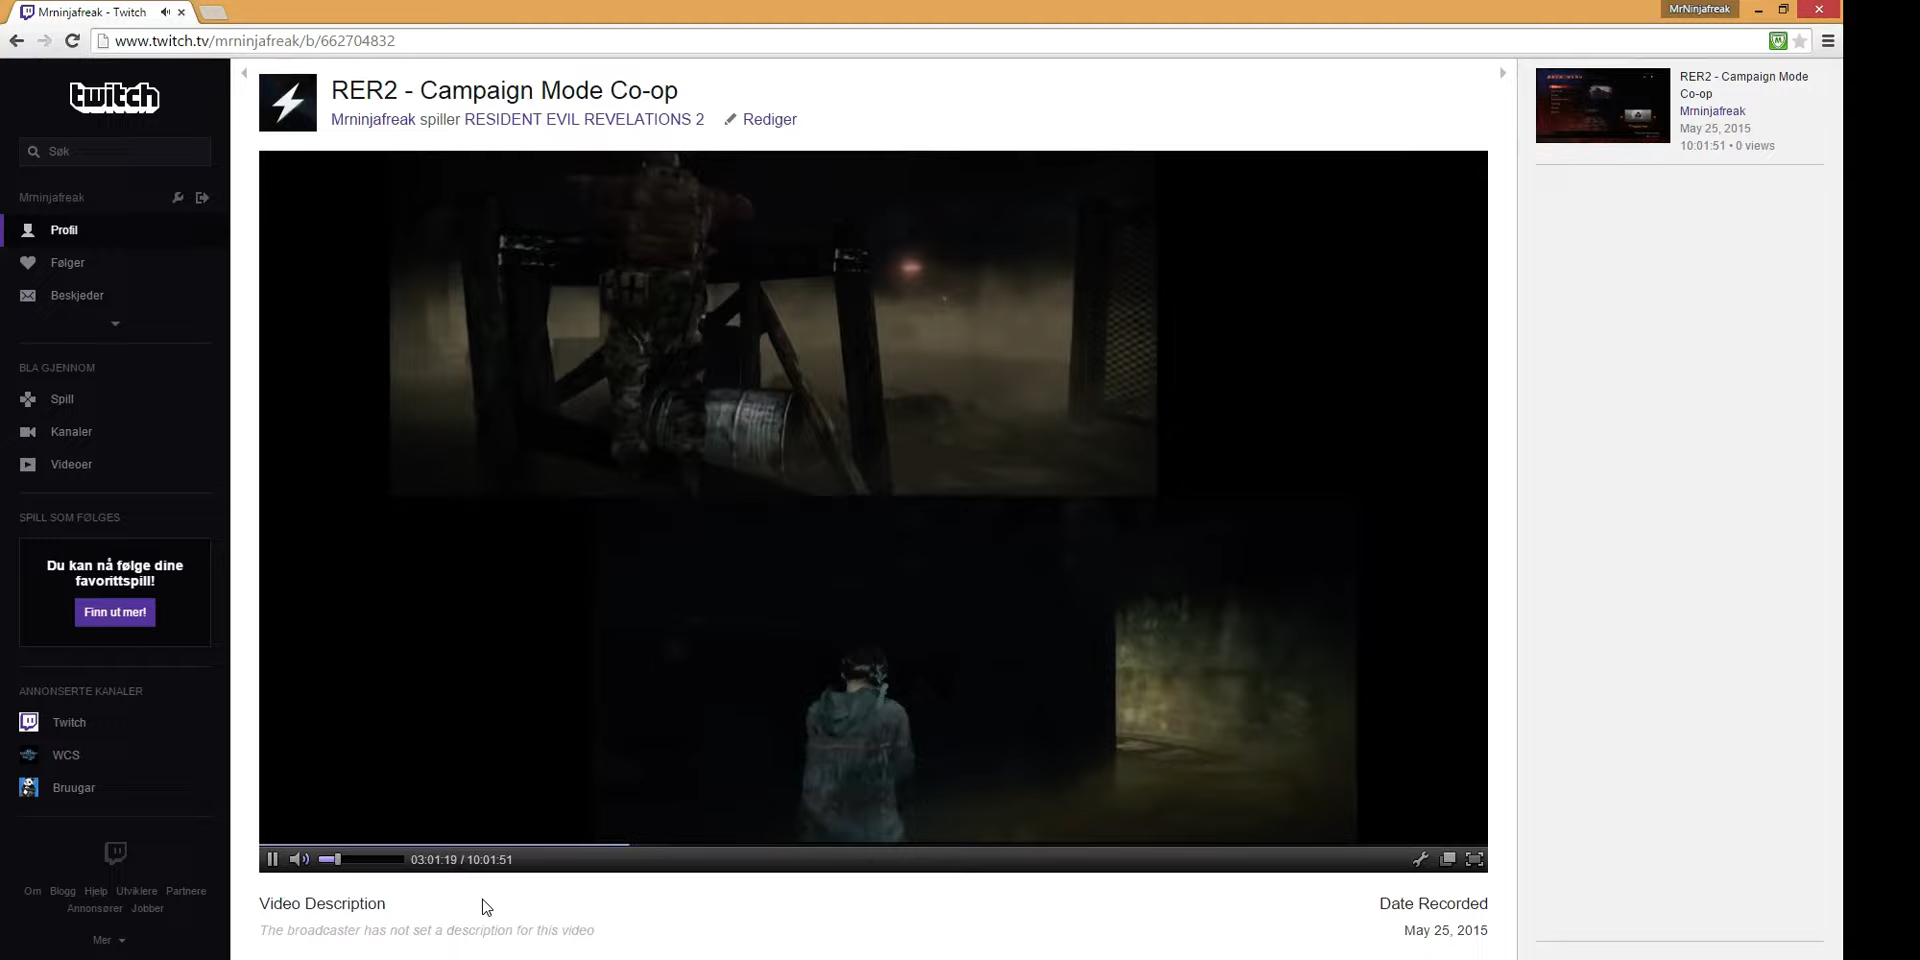 Mrninjafreak - Twitch
MrNinjafreak
www.twitch.tv/mrninjafreak/b/662704832
twitch
Søk
Mrninjafreak
Profil
Følger
Beskjeder
BLA GJENNOM
Spill
Kanaler
Videoer
SPILL SOM FØLGES
Du kan nå følge dine
favorittspill!
Finn ut mer!
ANNONSERTE KANALER
Twitch
WCS
Bruugar
Om Blogg Hjelp Utviklere Partnere
Annonsører Jobber
Mer
RER2 - Campaign Mode Co-op
Mrninjafreak spiller RESIDENT EVIL REVELATIONS 2 Rediger
03:01:19 / 10:01:51
Video Description
The broadcaster has not set a description for this video
Date Recorded
May 25, 2015
RER2 - Campaign Mode
Co-op
Mrninjafreak
May 25, 2015
10:01:51 • 0 views